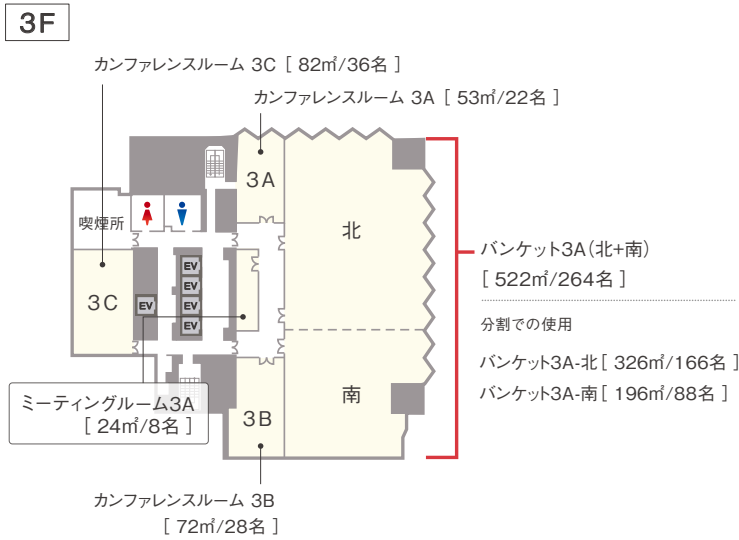 3F
カンファレンスルーム 3C [ 82㎡/36名 ]
カンファレンスルーム 3A [ 53㎡/22名 ]
3A
喫煙所
北
バンケット3A(北+南)
[ 522㎡/264名 ]
EV
EV
3C
EV
EV
EV
分割での使用
バンケット3A-北[ 326㎡/166名 ]
バンケット3A-南[ 196㎡/88名 ]
ミーティングルーム3A
[ 24㎡/8名 ]
南
3B
カンファレンスルーム 3B
[ 72㎡/28名 ]